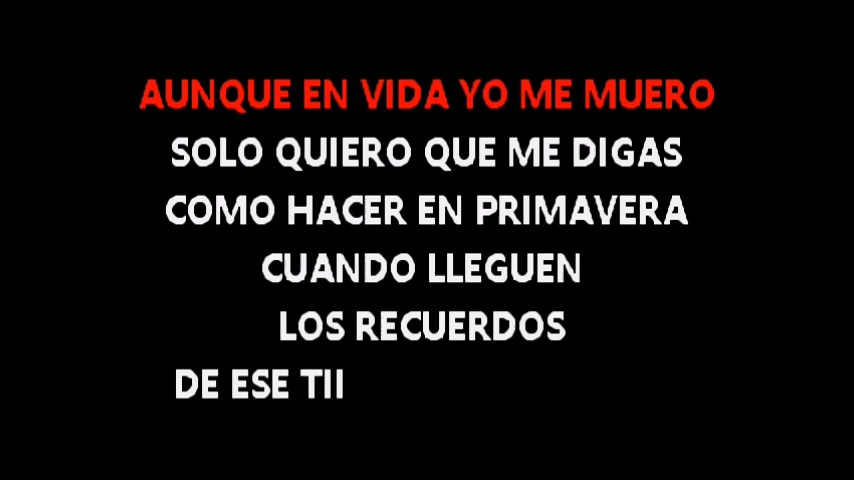 AUNQUE EN VIDA YO ME MUERO
SOLO QUIERO QUE ME DIGAS
COMO HACER EN PRIMAVERA
CUANDO LLEGUEN
LOS RECUERDOS
DE ESE TII